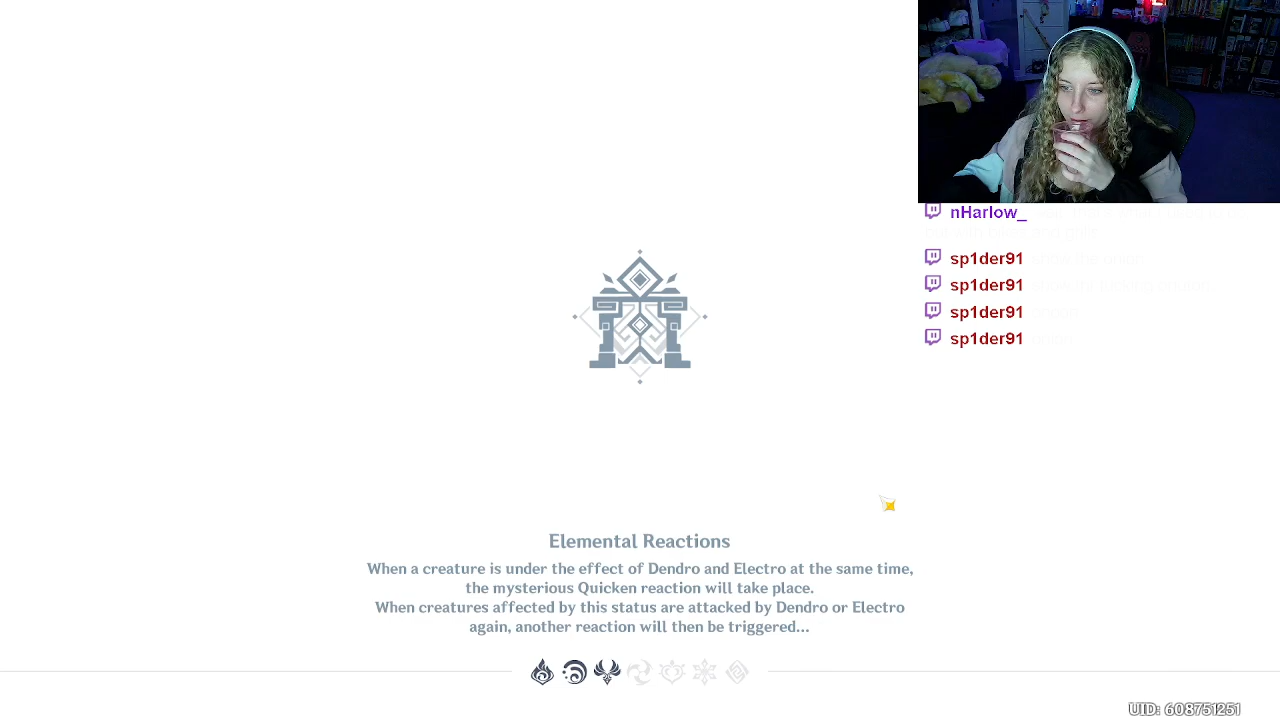 nHarlow_
sp1der91
sp1der91
sp1der91
sp1der91
Elemental Reactions
When a creature is under the effect of Dendro and Electro at the same time,
the mysterious Quicken reaction will take place.
When creatures affected by this status are attacked by Dendro or Electro
again, another reaction will then be triggered...
UID: 608751251